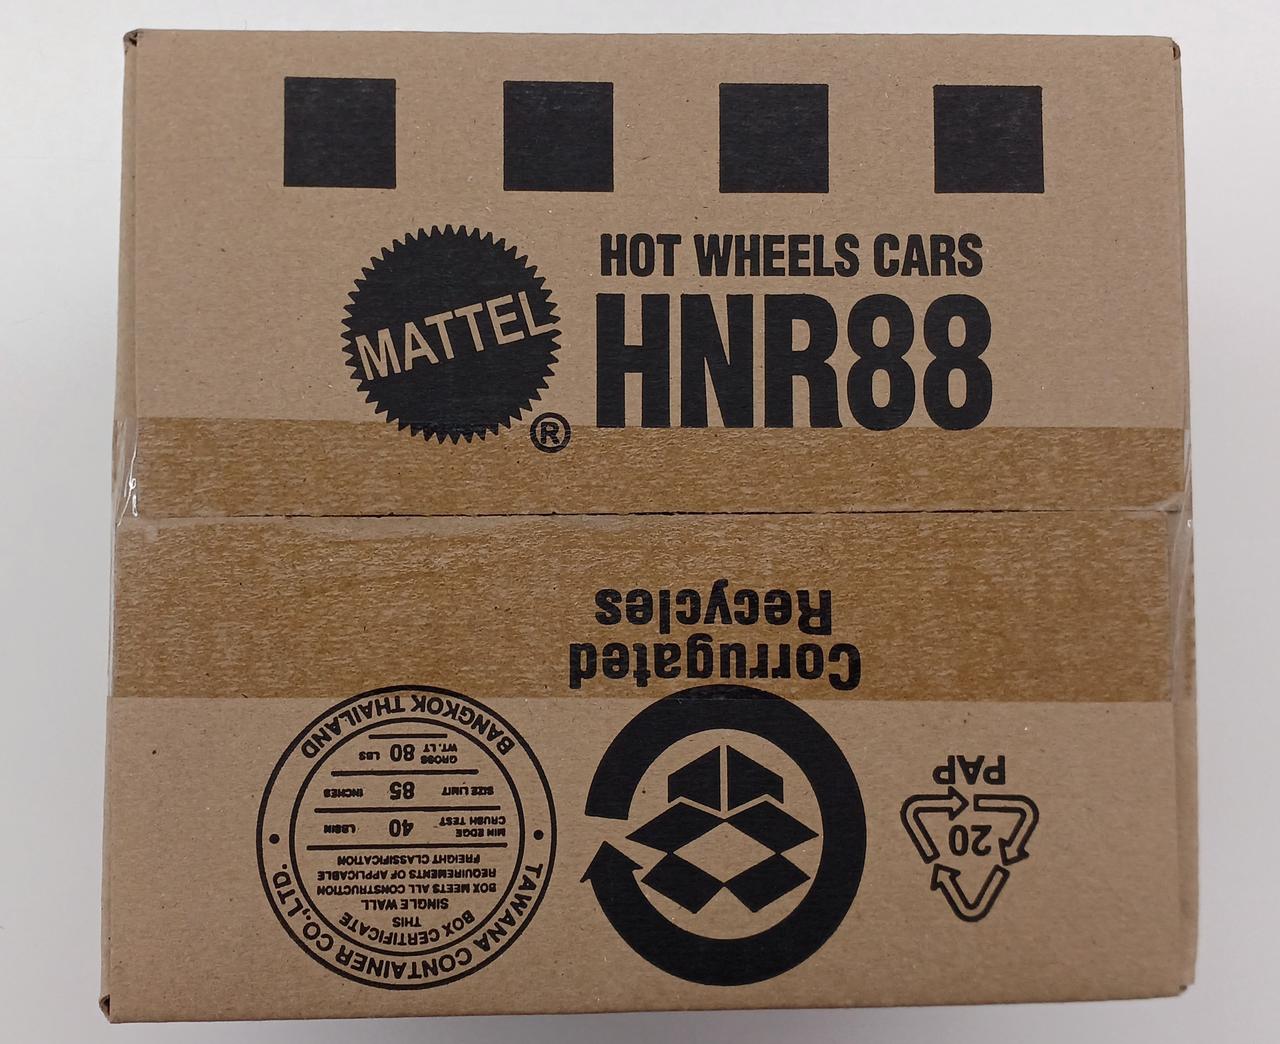 MATTEL
®
HOT WHEELS CARS
HNR88
Corrugated
Recycles
PAP
20
TAWANA CONTAINER CO.,LTD.
BANGKOK THAILAND
BOX CERTIFICATE
THIS
SINGLE WALL
BOX MEETS ALL CONSTRUCTION
REQUIREMENTS OF APPLICABLE
FREIGHT CLASSIFICATION
MIN EDGE CRUSH TEST 40 LBS/IN
SIZE LIMIT 85 INCHES
GROSS WT. LT 80 LBS